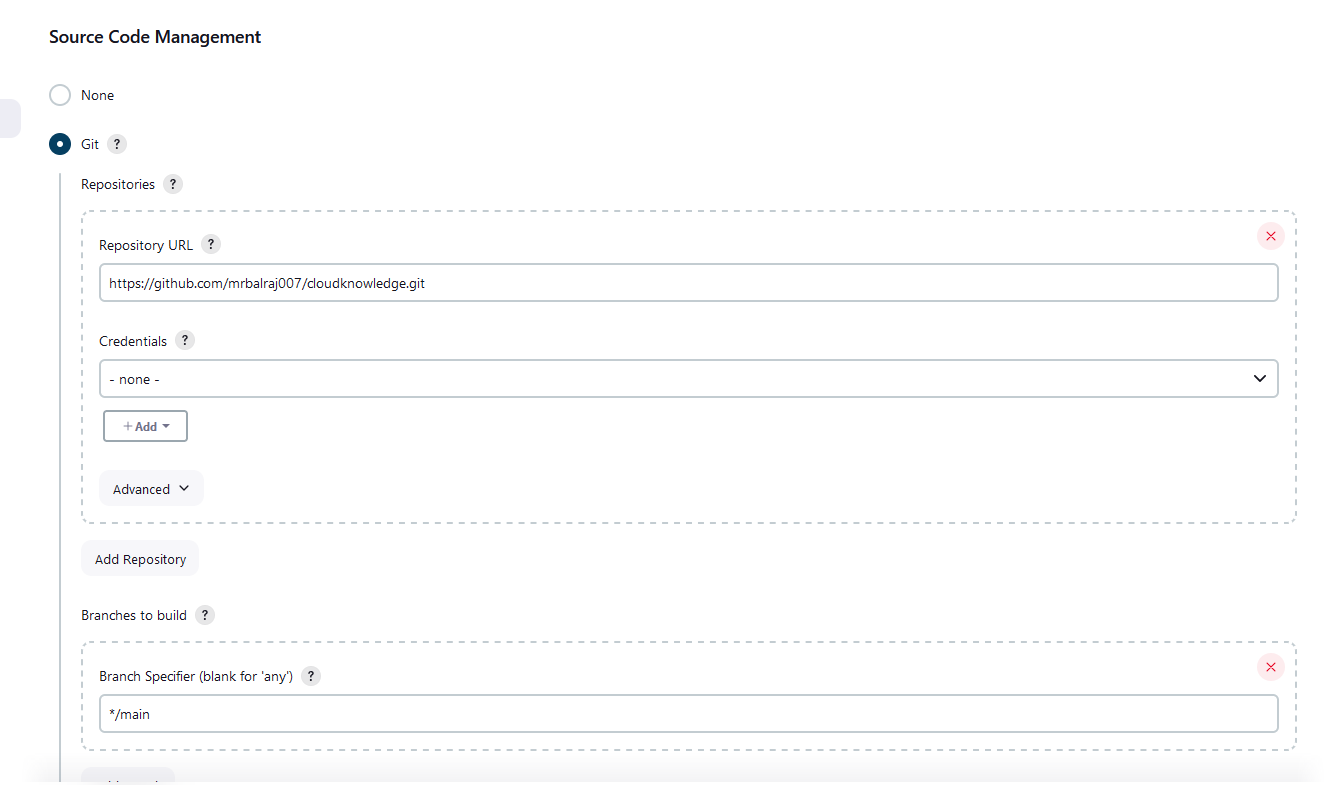 Source Code Management
None
Git ?
Repositories ?
Repository URL ?
https://github.com/mrbalraj007/cloudknowledge.git
Credentials ?
- none -
+ Add
Advanced
Add Repository
Branches to build ?
Branch Specifier (blank for 'any') ?
*/main